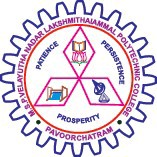 M.S.P.VELAYUTHA NADAR LAKSHMITHAIAMMAL POLYTECHNIC COLLEGE
PATIENCE
PERSISTENCE
PROSPERITY
PAVOORCHATRAM